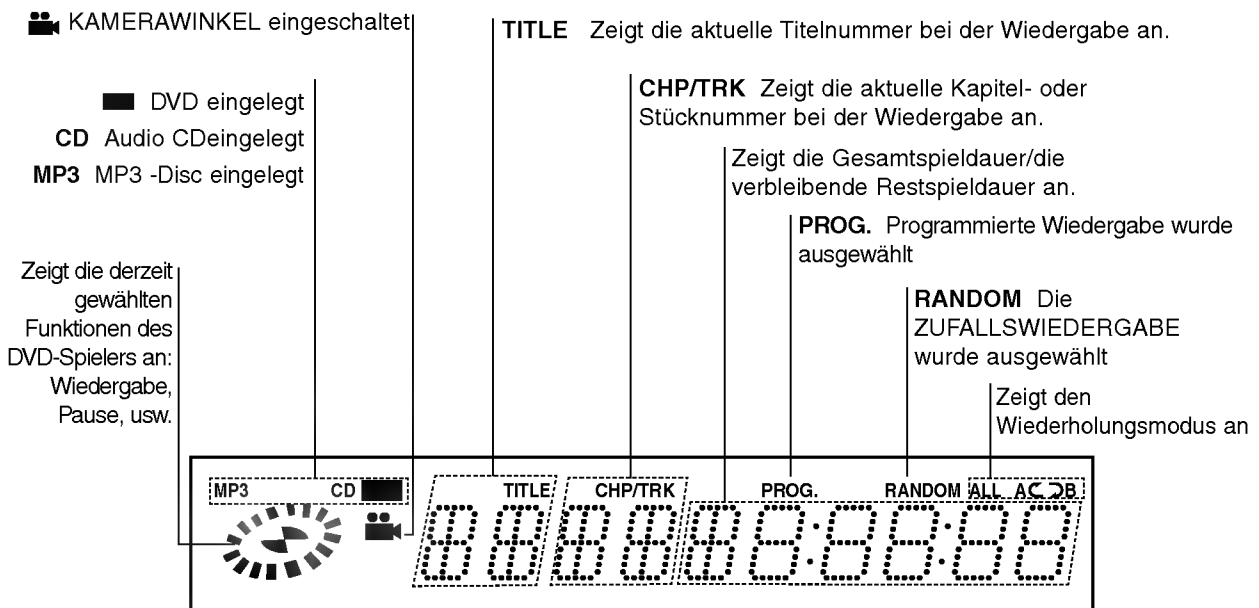 KAMERAWINKEL eingeschaltet
TITLE Zeigt die aktuelle Titelnummer bei der Wiedergabe an.
DVD eingelegt
CD Audio CDeingelegt
MP3 MP3 -Disc eingelegt
CHP/TRK Zeigt die aktuelle Kapitel- oder
Stücknummer bei der Wiedergabe an.
Zeigt die Gesamtspieldauer/die
verbleibende Restspieldauer an.
PROG. Programmierte Wiedergabe wurde
ausgewählt
Zeigt die derzeit
gewählten
Funktionen des
DVD-Spielers an:
Wiedergabe,
Pause, usw.
RANDOM Die
ZUFALLSWIEDERGABE
wurde ausgewählt
Zeigt den
Wiederholungsmodus an
MP3 CD TITLE CHP/TRK PROG. RANDOM ALL A B